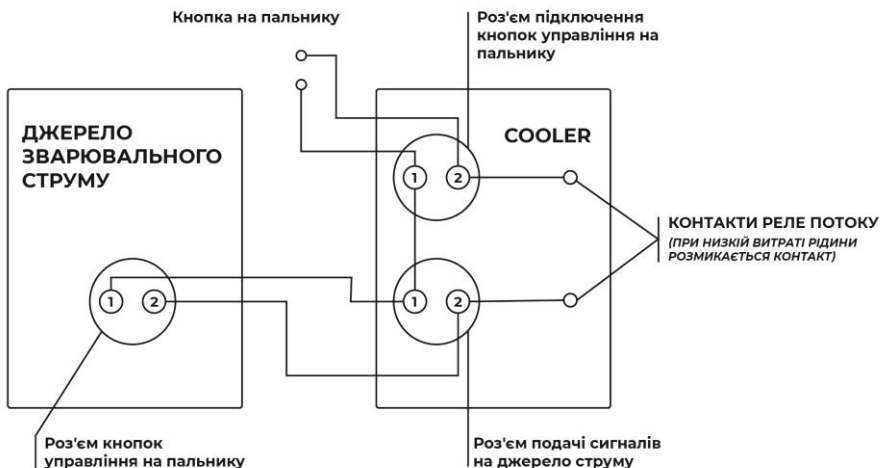 Кнопка на пальнику
Роз'єм підключення
кнопок управління на
пальнику
ДЖЕРЕЛО
ЗВАРЮВАЛЬНОГО
СТРУМУ
COOLER
1
2
КОНТАКТИ РЕЛЕ ПОТОКУ
(ПРИ НИЗКІЙ ВИТРАТІ РІДИНИ
РОЗМИКАЄТЬСЯ КОНТАКТ)
1
2
1
2
Роз'єм кнопок
управління на пальнику
Роз'єм подачі сигналів
на джерело струму